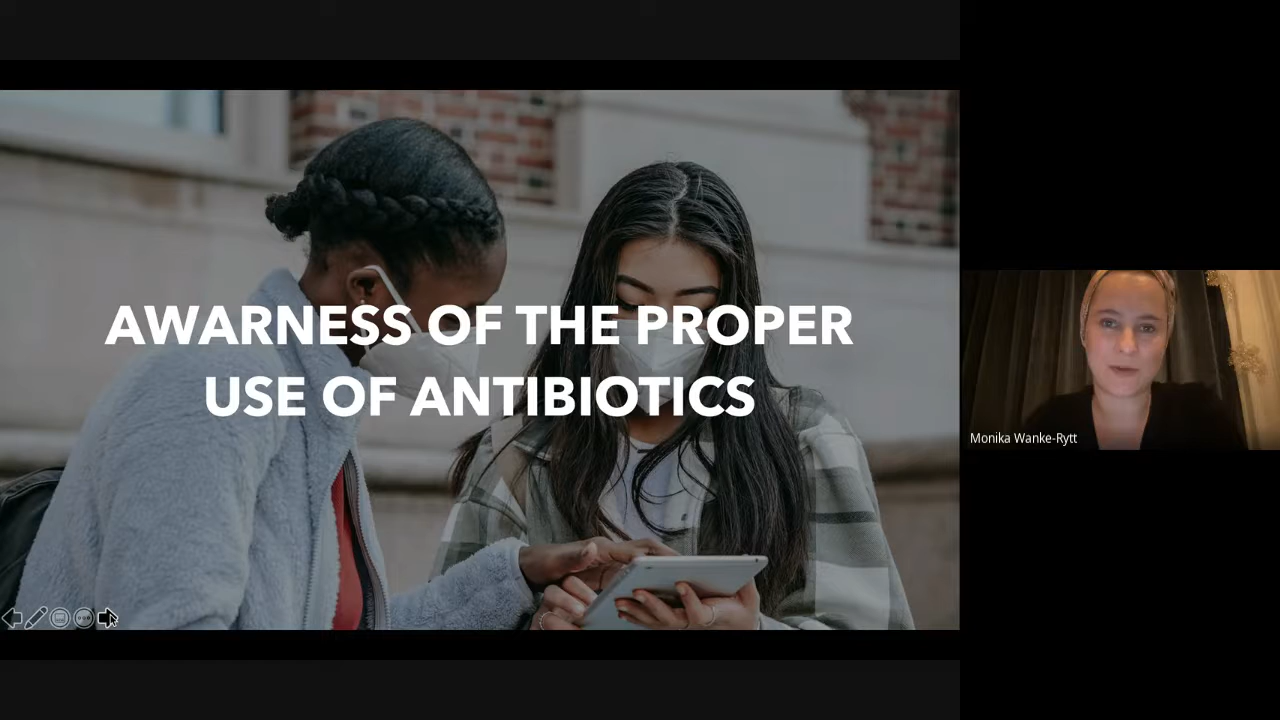 AWARNESS OF THE PROPER
USE OF ANTIBIOTICS
Monika Wanke-Rytt